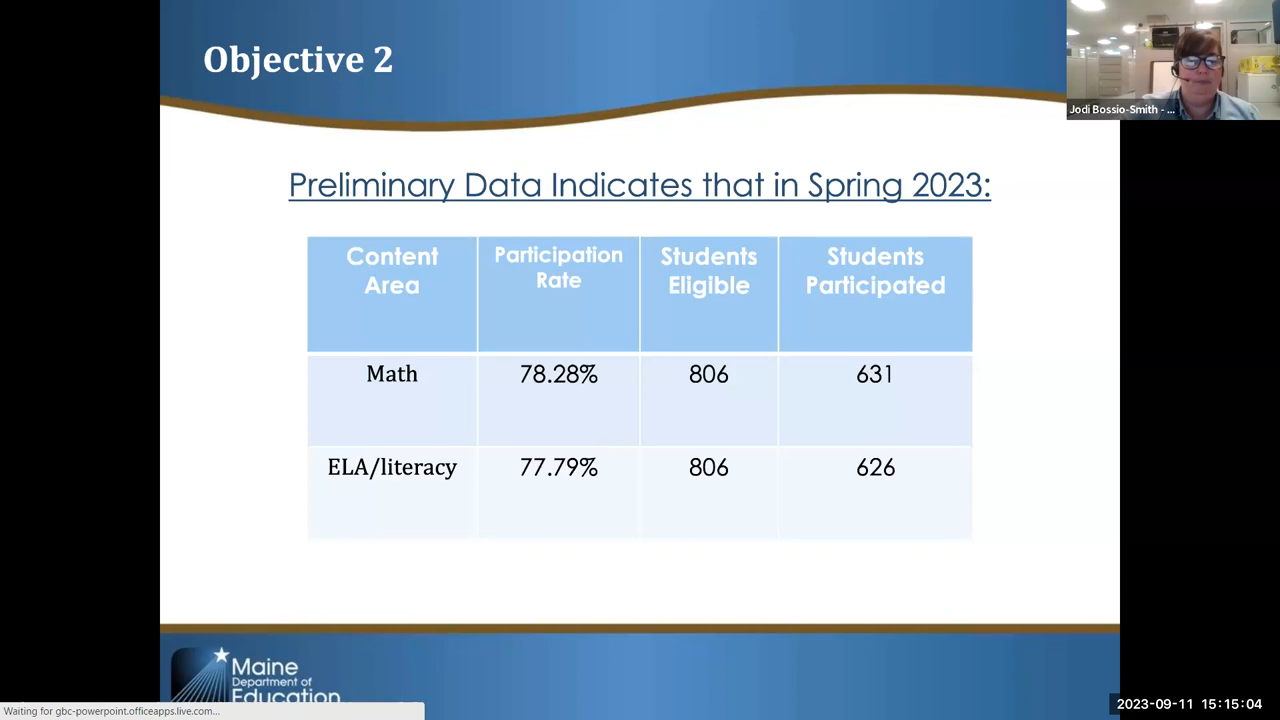 Objective 2
Jodi Bossio-Smith - ...
Preliminary Data Indicates that in Spring 2023:
Content Area
Participation Rate
Students Eligible
Students Participated
Math
78.28%
806
631
ELA/literacy
77.79%
806
626
Maine
Department of
Education
Waiting for gbc-powerpoint.officeapps.live.com...
2023-09-11 15:15:04